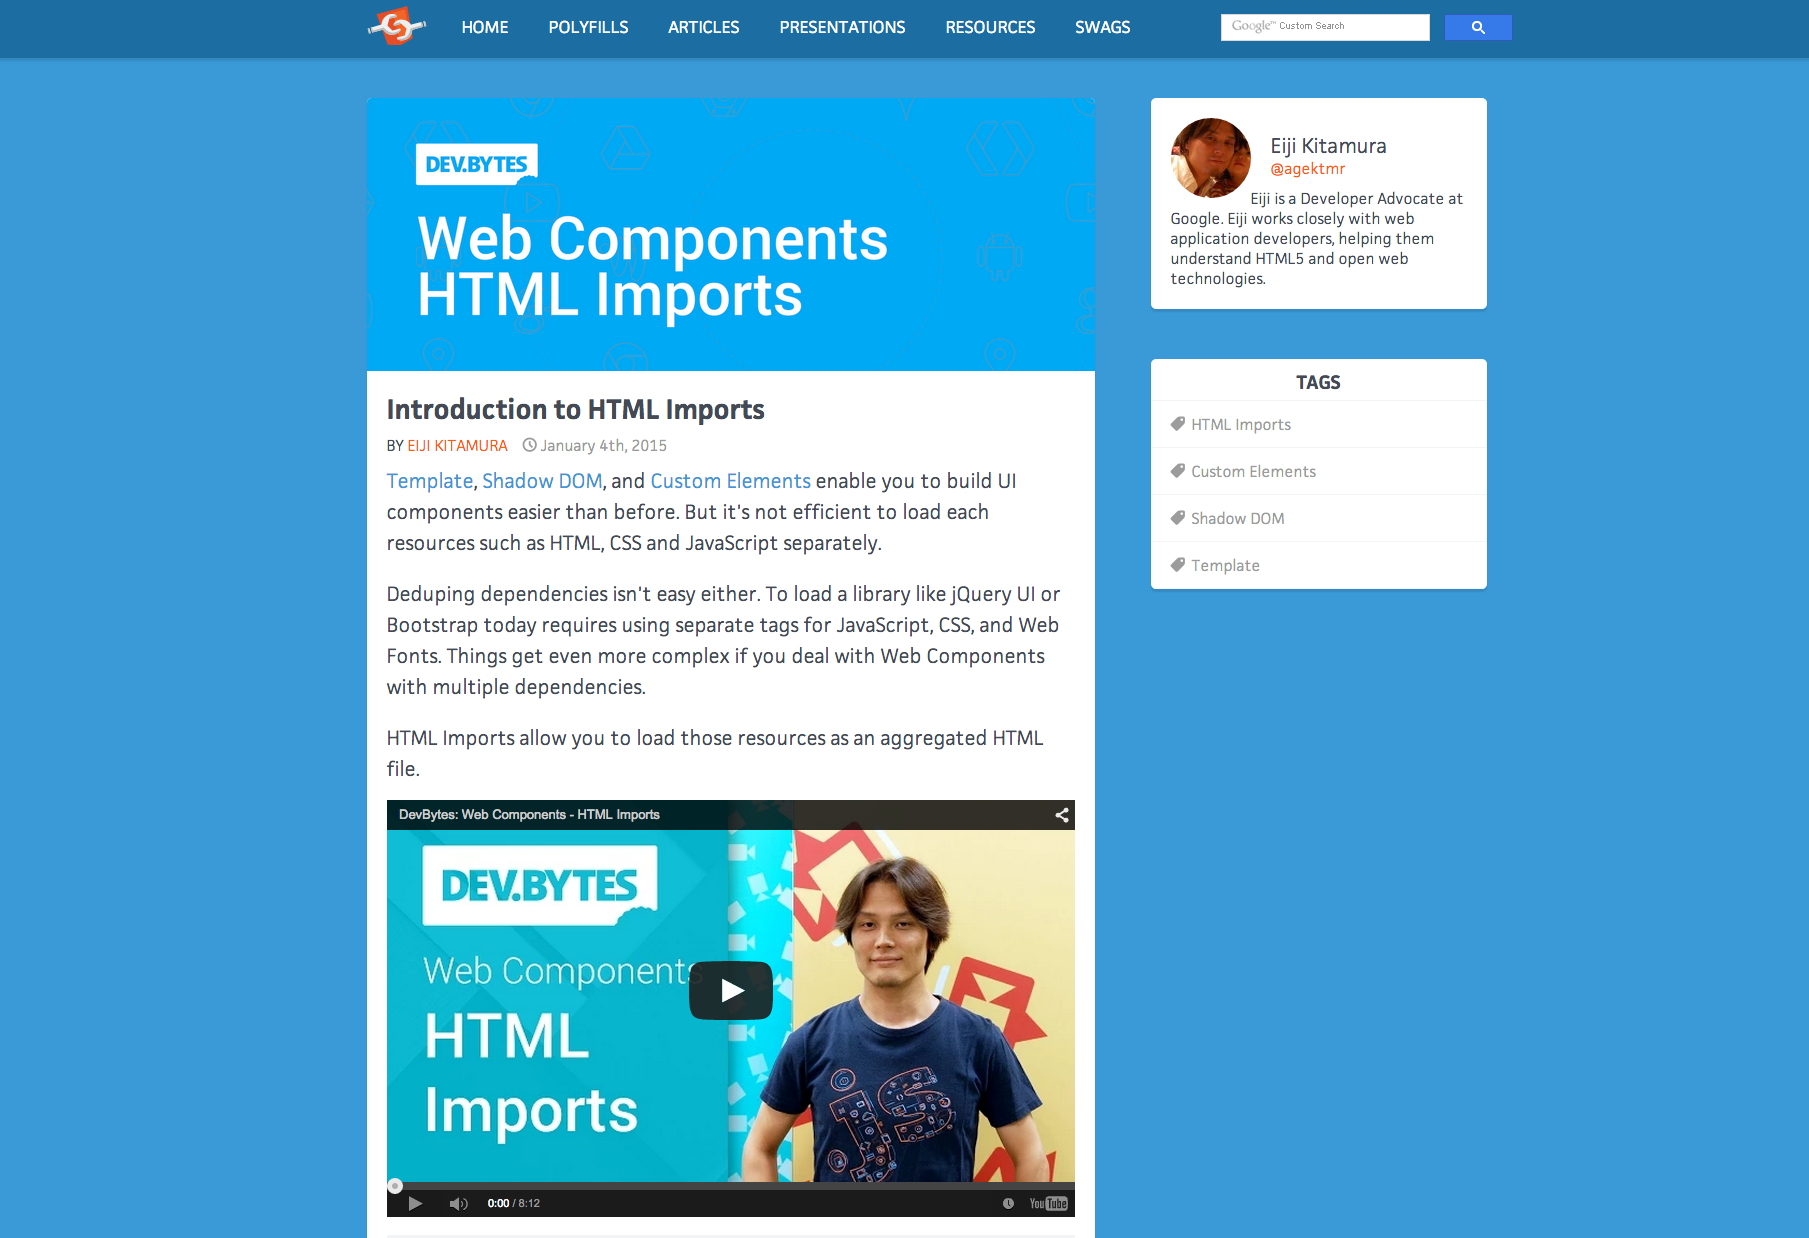 HOME POLYFILLS ARTICLES PRESENTATIONS RESOURCES SWAGS
Google™ Custom Search
DEV.BYTES
Web Components
HTML Imports
Introduction to HTML Imports
BY EIJI KITAMURA January 4th, 2015
Template, Shadow DOM, and Custom Elements enable you to build UI
components easier than before. But it's not efficient to load each
resources such as HTML, CSS and JavaScript separately.
Deduping dependencies isn't easy either. To load a library like jQuery UI or
Bootstrap today requires using separate tags for JavaScript, CSS, and Web
Fonts. Things get even more complex if you deal with Web Components
with multiple dependencies.
HTML Imports allow you to load those resources as an aggregated HTML
file.
DevBytes: Web Components - HTML Imports
DEV.BYTES
Web Components
HTML
Imports
JS
0:00 / 8:12
YouTube
Eiji Kitamura
@agektmr
Eiji is a Developer Advocate at
Google. Eiji works closely with web
application developers, helping them
understand HTML5 and open web
technologies.
TAGS
HTML Imports
Custom Elements
Shadow DOM
Template